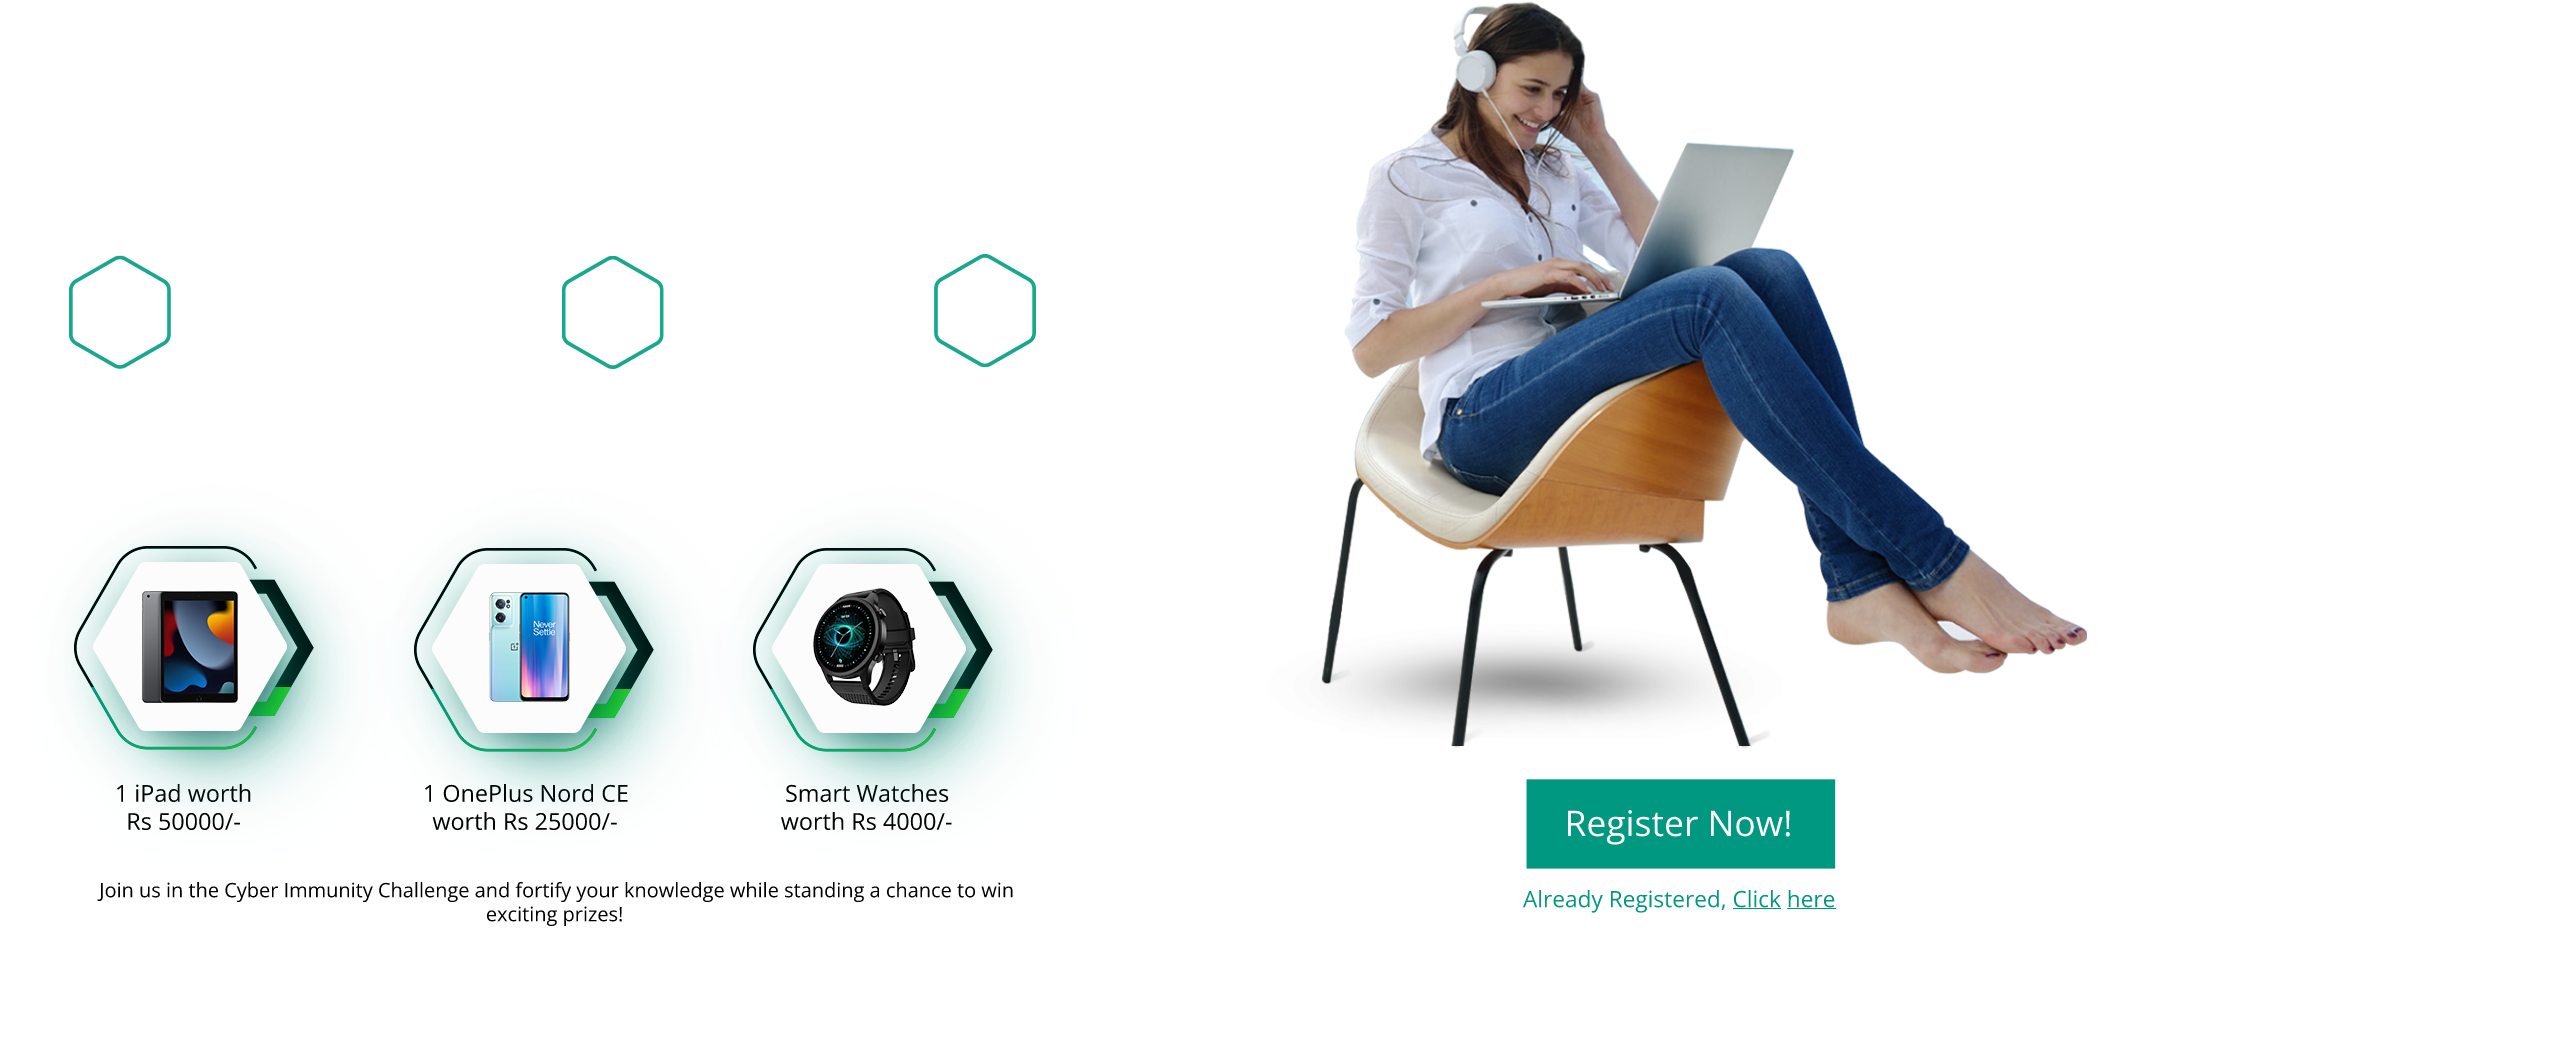 Never
Settle
1 iPad worth
Rs 50000/-
1 OnePlus Nord CE
worth Rs 25000/-
Smart Watches
worth Rs 4000/-
Join us in the Cyber Immunity Challenge and fortify your knowledge while standing a chance to win
exciting prizes!
Register Now!
Already Registered, Click here